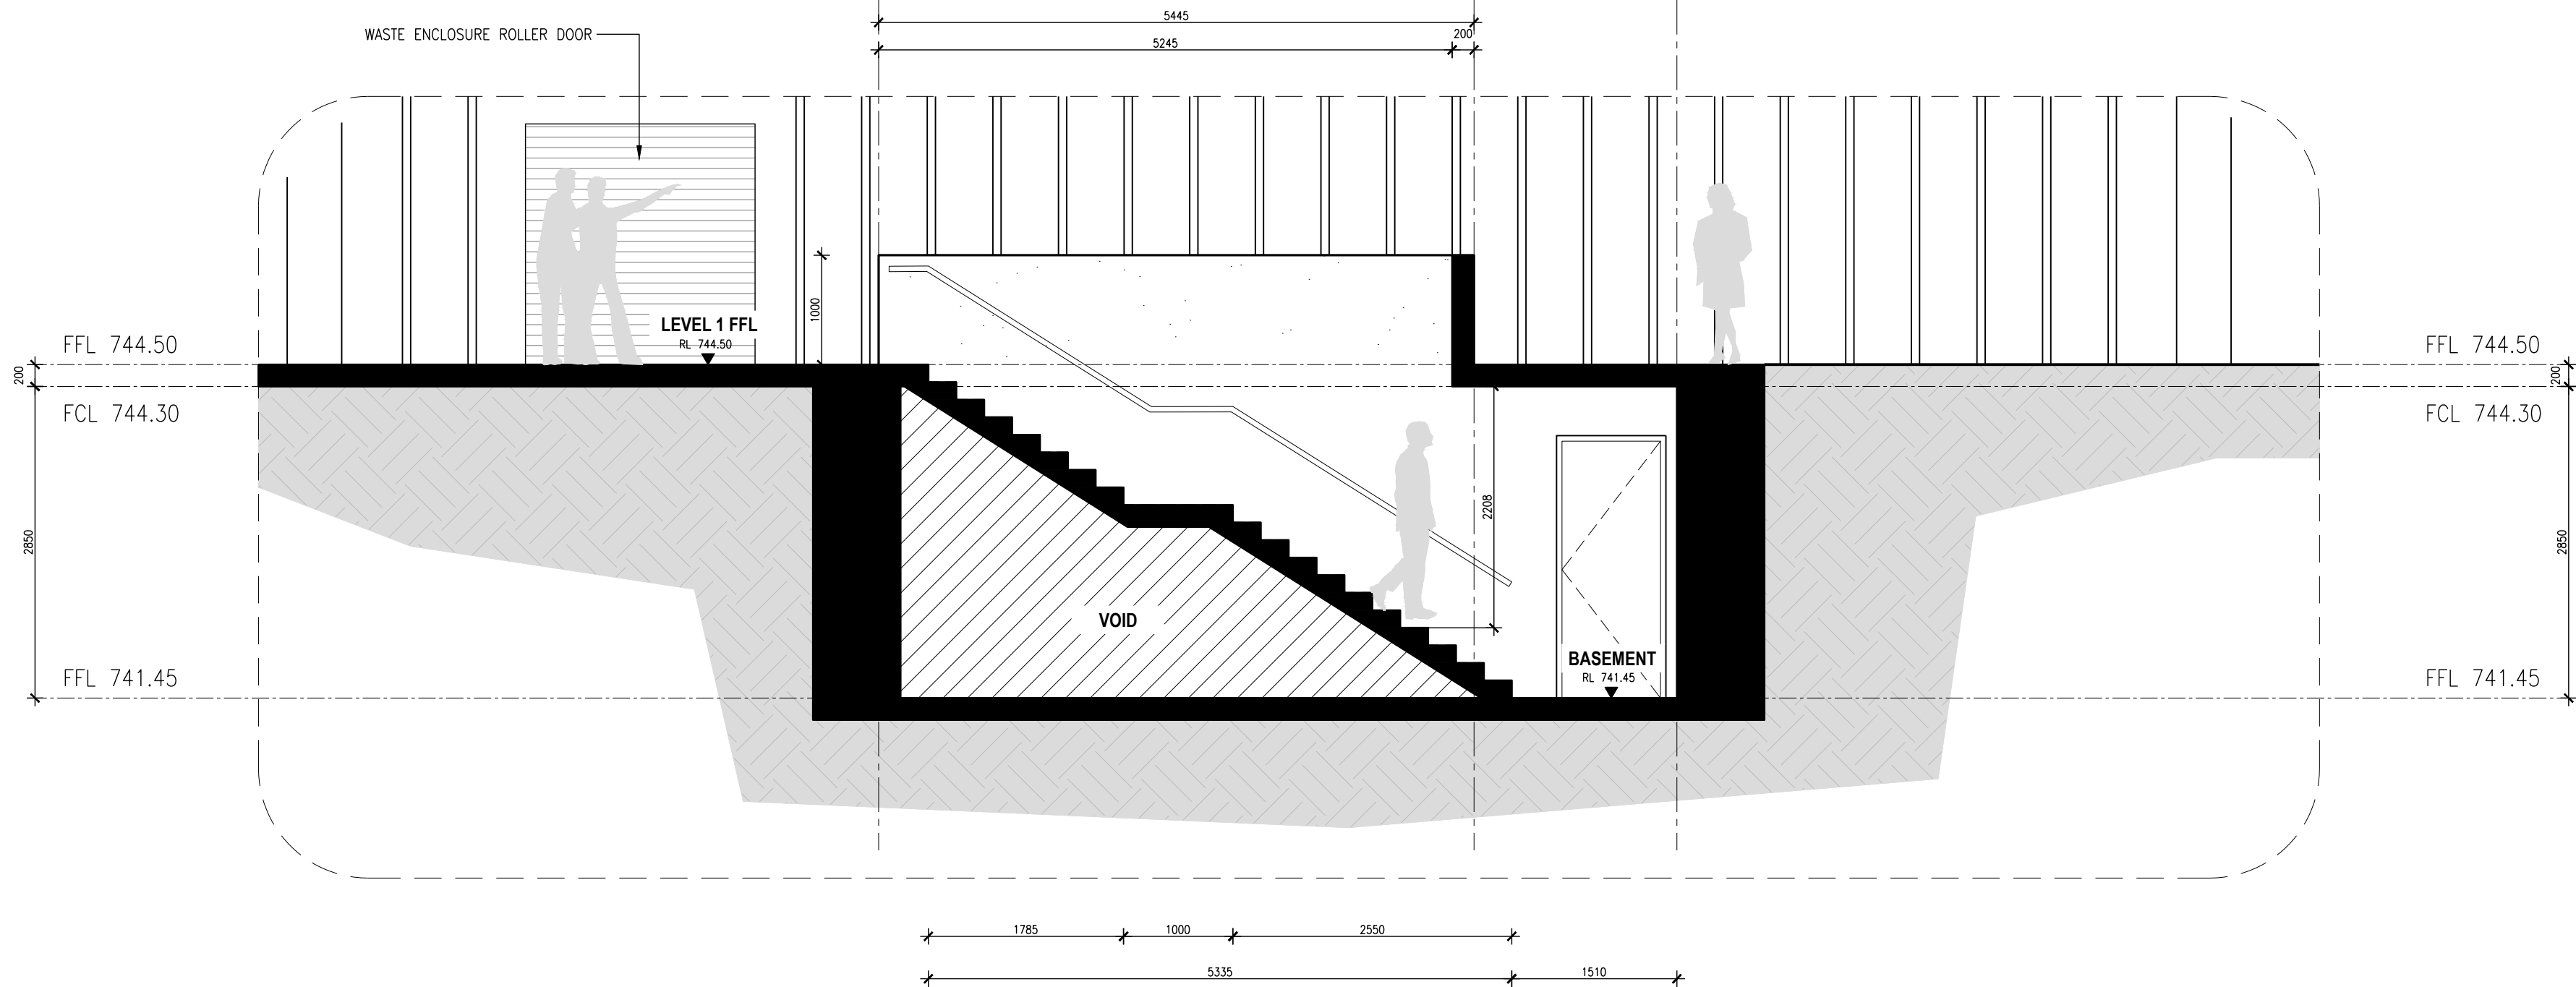 5445
WASTE ENCLOSURE ROLLER DOOR
5245
200
1000
LEVEL 1 FFL
RL 744.50
FFL 744.50
FFL 744.50
200
200
FCL 744.30
FCL 744.30
2208
2850
2850
VOID
BASEMENT
RL 741.45
FFL 741.45
FFL 741.45
1785
1000
2550
5335
1510